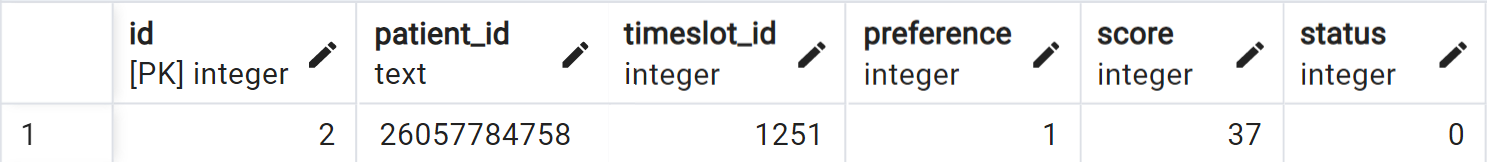 id patient_id timeslot_id preference score status
[PK] integer text integer integer integer integer
1 2 26057784758 1251 1 37 0